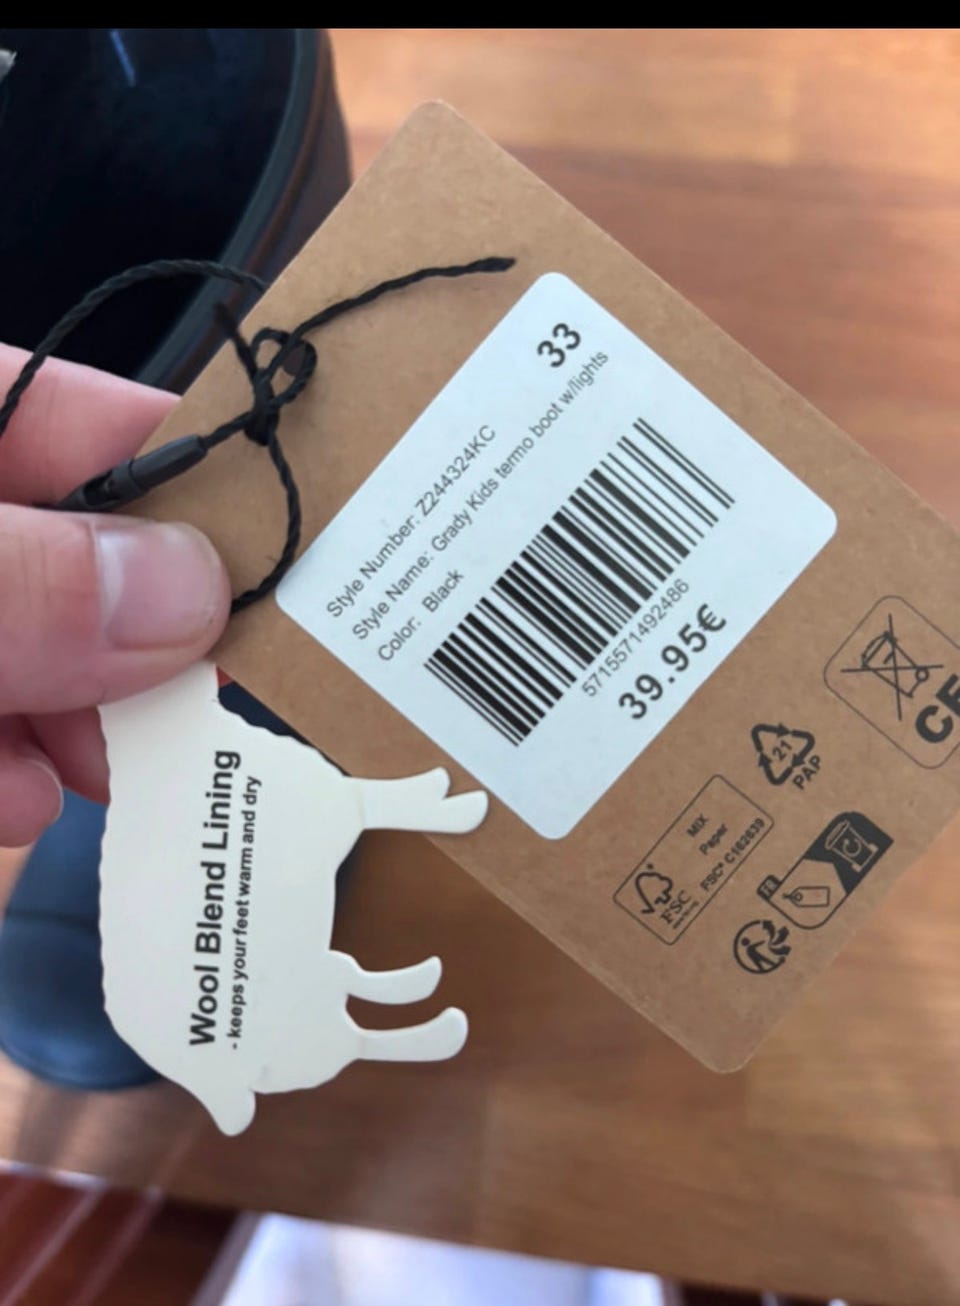 33
Style Number: Z244324KC
Style Name: Grady Kids termo boot w/lights
Color: Black
5715571492486
39.95€
CE
21
PAP
MIX
Paper
FSC® C162639
FSC
FR
Wool Blend Lining
- keeps your feet warm and dry